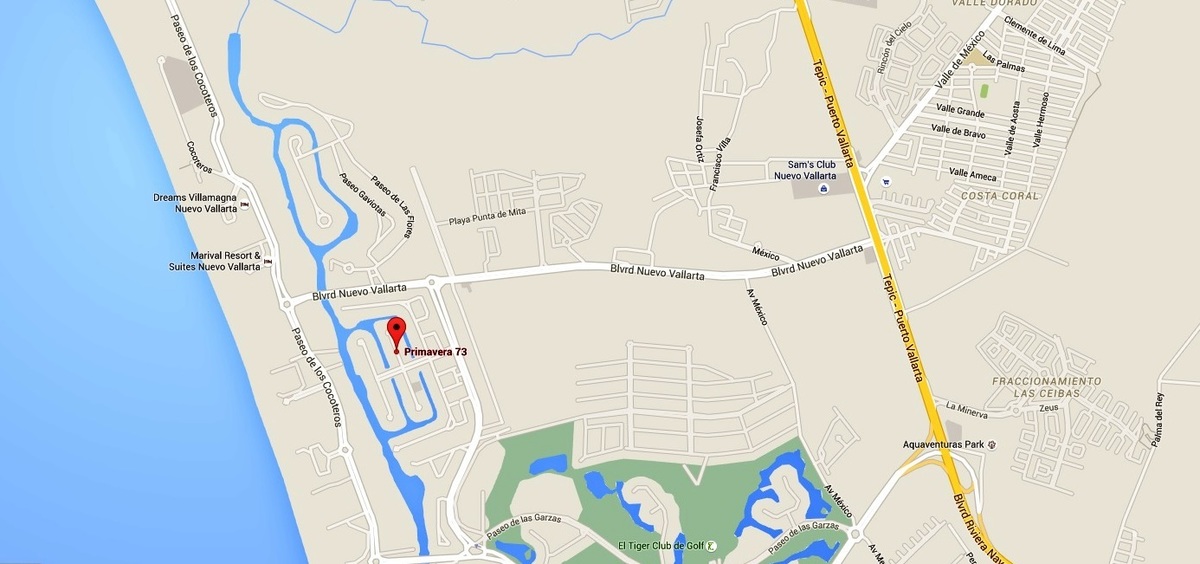 VALLE DORADO
Paseo de los Cocoteros
Rincón del Cielo
Valle de México
Clemente de Lima
Las Palmas
Tepic - Puerto Vallarta
Valle Grande
Valle de Bravo
Valle de Aosta
Valle Hermoso
Josefa Ortiz
Francisco Villa
Sam's Club
Nuevo Vallarta
Valle Ameca
COSTA CORAL
Cocoteros
Paseo Gaviotas
Paseo de Las Flores
Dreams Villamagna
Nuevo Vallarta
Playa Punta de Mita
Marival Resort &
Suites Nuevo Vallarta
México
Blvrd Nuevo Vallarta
Blvrd Nuevo Vallarta
Blvrd Nuevo Vallarta
Av México
Tepic - Puerto Vallarta
Paseo de los Cocoteros
Primavera 73
FRACCIONAMIENTO
LAS CEIBAS
La Minerva
Zeus
Palma del Rey
Aquaventuras Park
Av México
Blvrd Riviera Nav
Paseo de las Garzas
Paseo de las Garzas
El Tigre Club de Golf
Av Me
Per